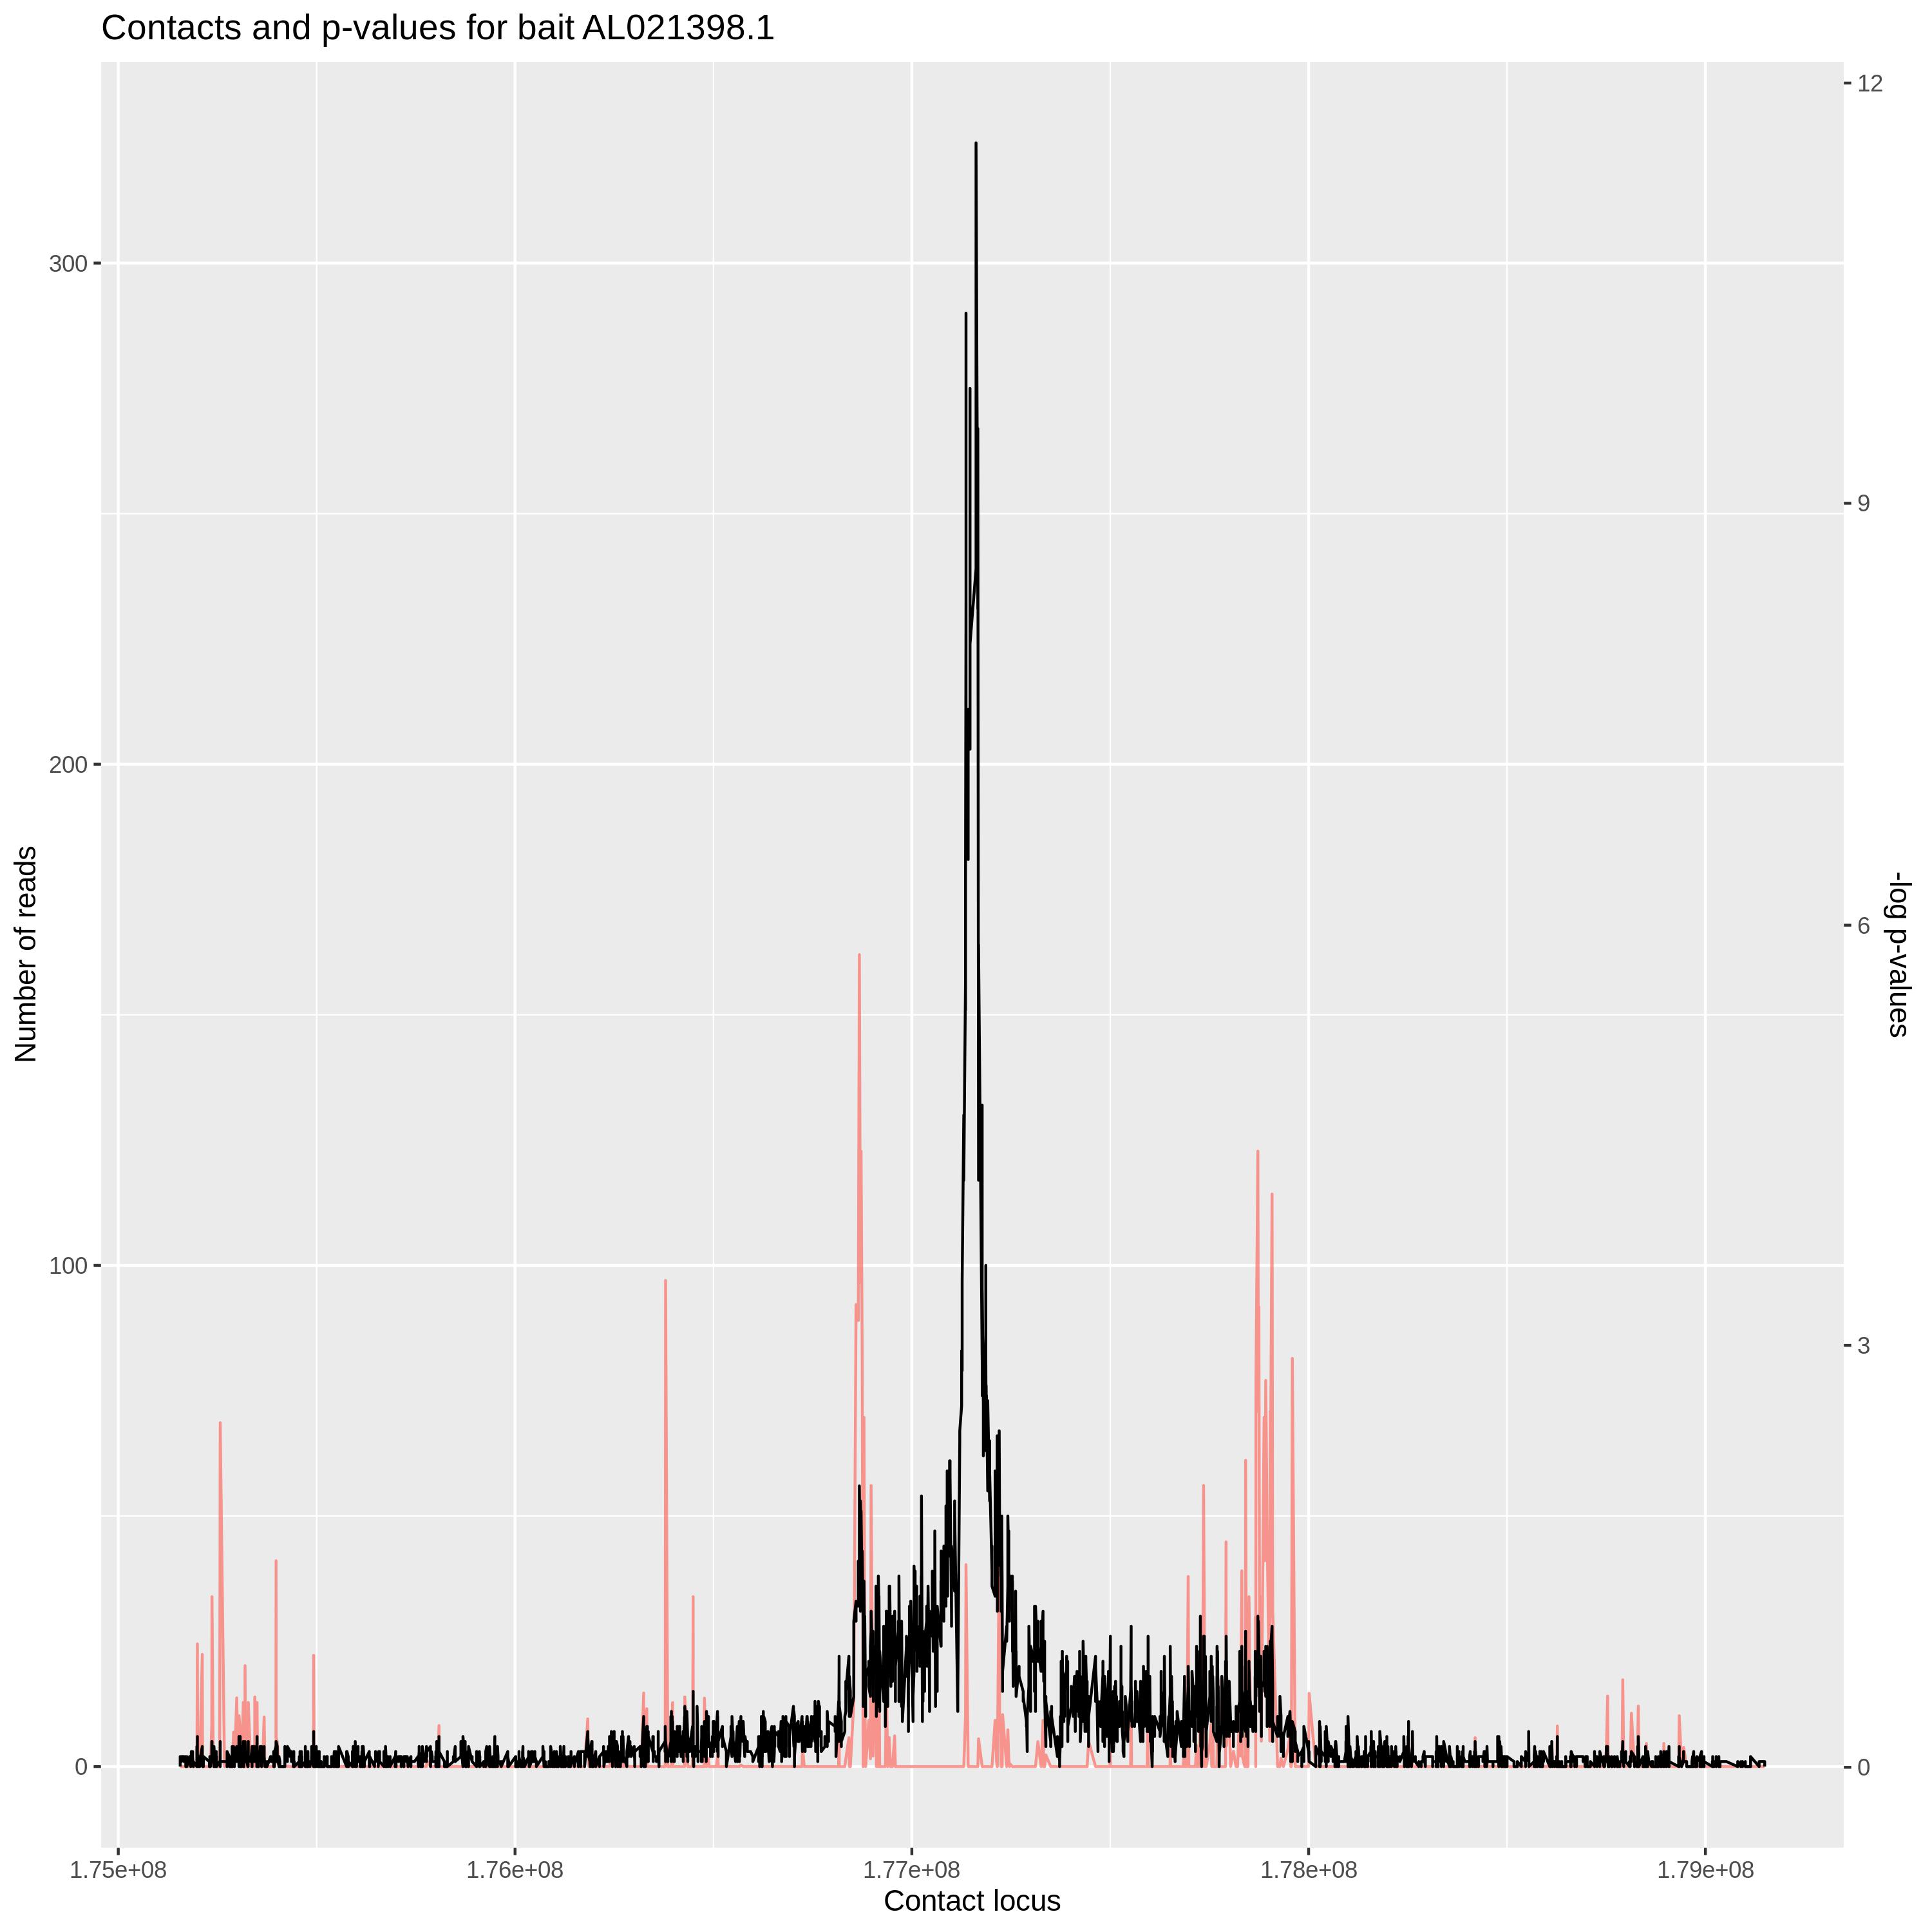 Contacts and p-values for bait AL021398.1
12
300
9
200
Number of reads
6
-log p-values
100
3
0
0
1.75e+08
1.76e+08
1.77e+08
1.78e+08
1.79e+08
Contact locus